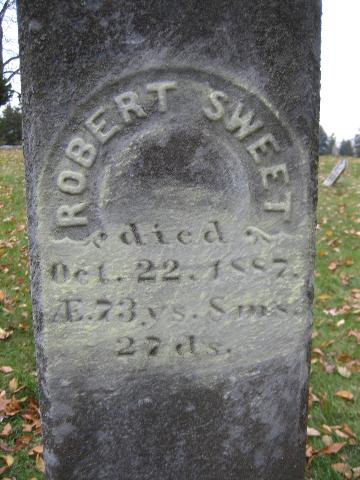 ROBERT SWEET
died
Oct. 22. 1887.
Æ. 73 ys. 8 ms.
27 ds.